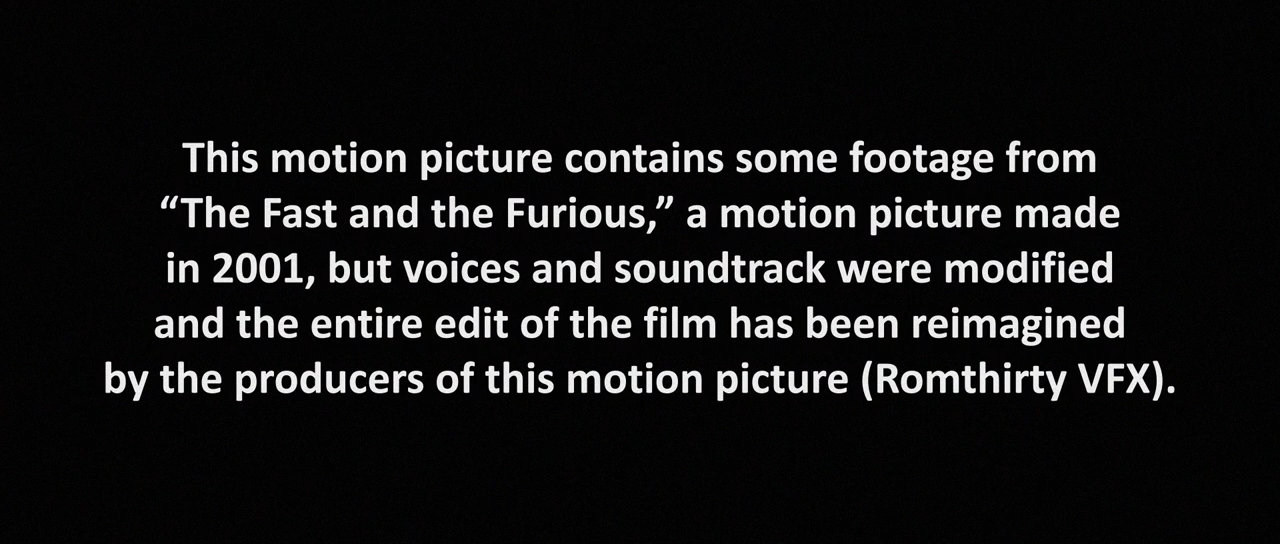 This motion picture contains some footage from
“The Fast and the Furious,” a motion picture made
in 2001, but voices and soundtrack were modified
and the entire edit of the film has been reimagined
by the producers of this motion picture (Romthirty VFX).